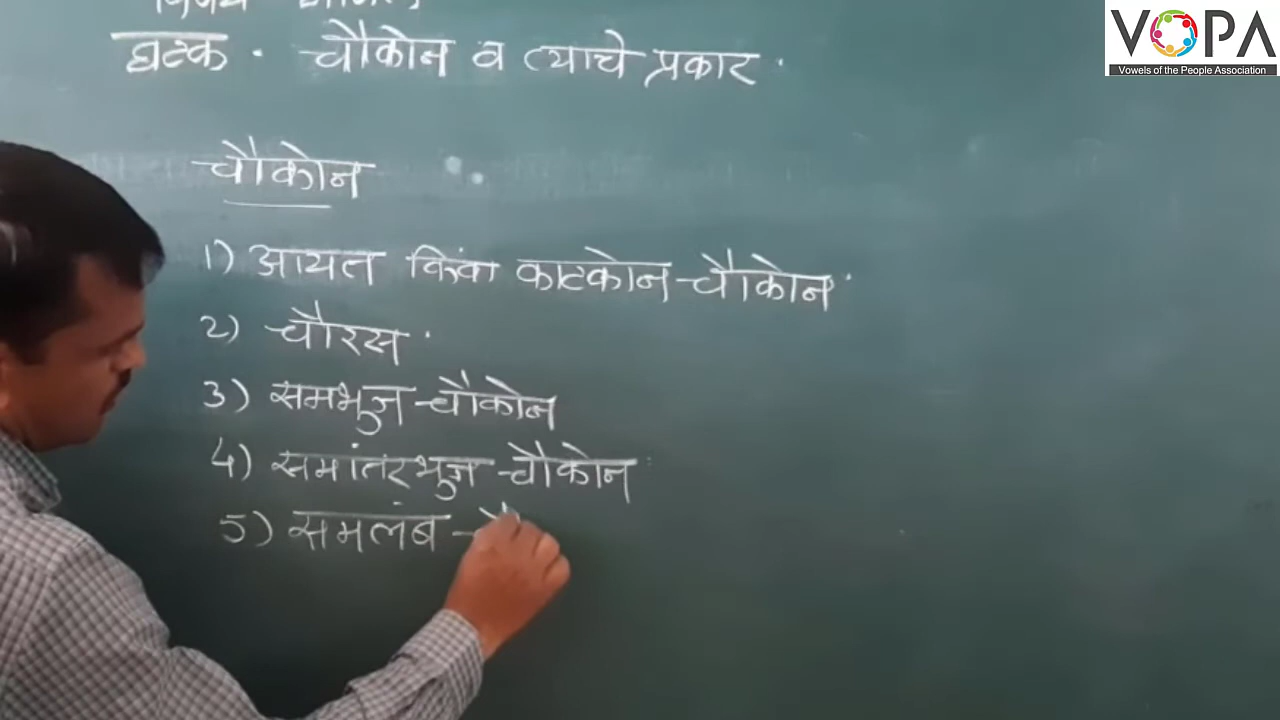 VOPA
Vowels of the People Association
घटक . चौकोन व त्याचे प्रकार .
चौकोन
1) आयत किंवा काटकोन चौकोन .
2) चौरस .
3) समभुज चौकोन
4) समांतरभुज चौकोन
5) समलंब